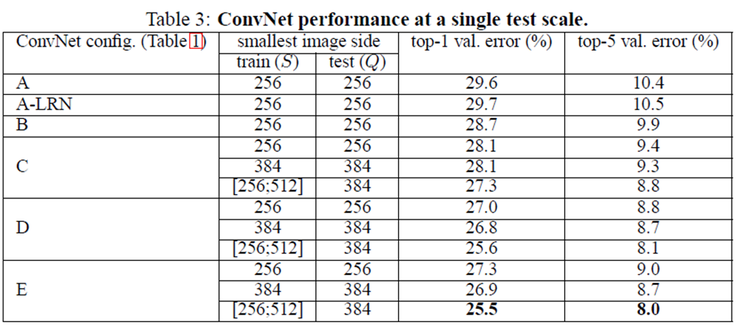 Table 3: ConvNet performance at a single test scale.
ConvNet config. (Table 1) smallest image side top-1 val. error (%) top-5 val. error (%)
train (S) test (Q)
A 256 256 29.6 10.4
A-LRN 256 256 29.7 10.5
B 256 256 28.7 9.9
C 256 256 28.1 9.4
384 384 28.1 9.3
[256;512] 384 27.3 8.8
D 256 256 27.0 8.8
384 384 26.8 8.7
[256;512] 384 25.6 8.1
E 256 256 27.3 9.0
384 384 26.9 8.7
[256;512] 384 25.5 8.0